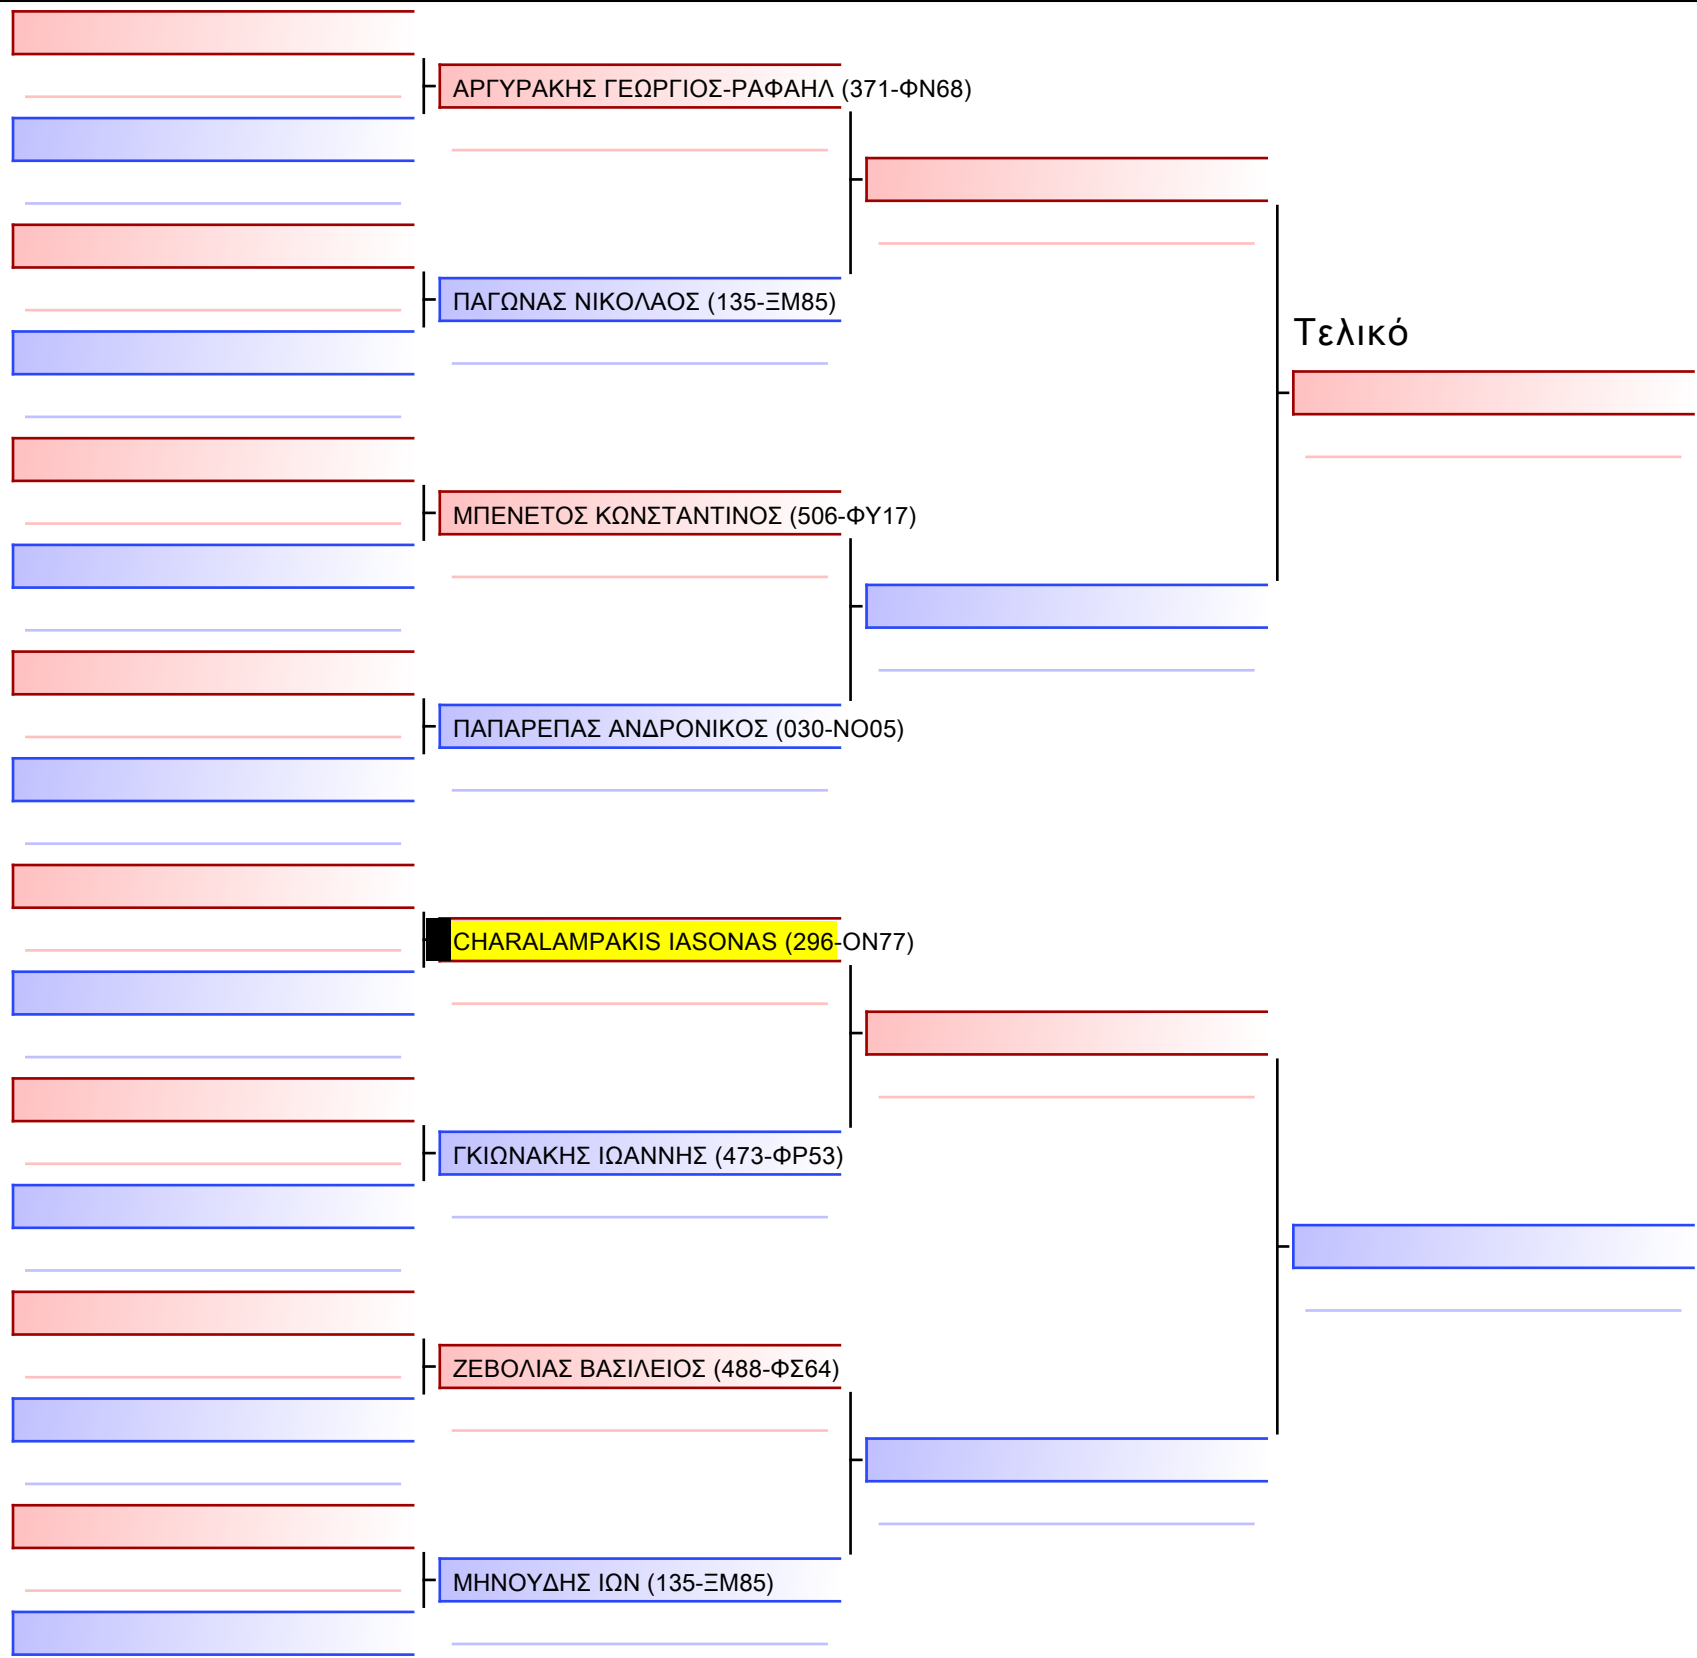 ΑΡΓΥΡΑΚΗΣ ΓΕΩΡΓΙΟΣ-ΡΑΦΑΗΛ (371-ΦΝ68)
ΠΑΓΩΝΑΣ ΝΙΚΟΛΑΟΣ (135-ΞΜ85)
Τελικό
ΜΠΕΝΕΤΟΣ ΚΩΝΣΤΑΝΤΙΝΟΣ (506-ΦΥ17)
ΠΑΠΑΡΕΠΑΣ ΑΝΔΡΟΝΙΚΟΣ (030-ΝΟ05)
CHARALAMPAKIS IASONAS (296-ΟΝ77)
ΓΚΙΩΝΑΚΗΣ ΙΩΑΝΝΗΣ (473-ΦΡ53)
ΖΕΒΟΛΙΑΣ ΒΑΣΙΛΕΙΟΣ (488-ΦΣ64)
ΜΗΝΟΥΔΗΣ ΙΩΝ (135-ΞΜ85)